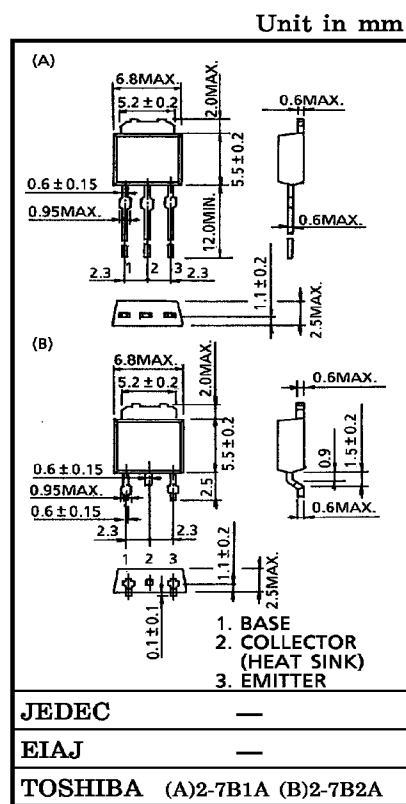 Unit in mm
(A)
6.8MAX.
5.2 ± 0.2
2.0MAX.
0.6MAX.
5.5 ± 0.2
0.6 ± 0.15
0.95MAX.
12.0MIN.
0.6MAX.
2.3 1 2 3 2.3
1.1 ± 0.2
2.5MAX.
(B)
6.8MAX.
5.2 ± 0.2
2.0MAX.
0.6MAX.
5.5 ± 0.2
0.6 ± 0.15
0.95MAX.
2.5
0.9
1.5 ± 0.2
0.6 ± 0.15
0.6MAX.
2.3 2.3
1 2 3
1.1 ± 0.2
2.5MAX.
0.1 ± 0.1
1. BASE
2. COLLECTOR
(HEAT SINK)
3. EMITTER
JEDEC —
EIAJ —
TOSHIBA (A)2-7B1A (B)2-7B2A